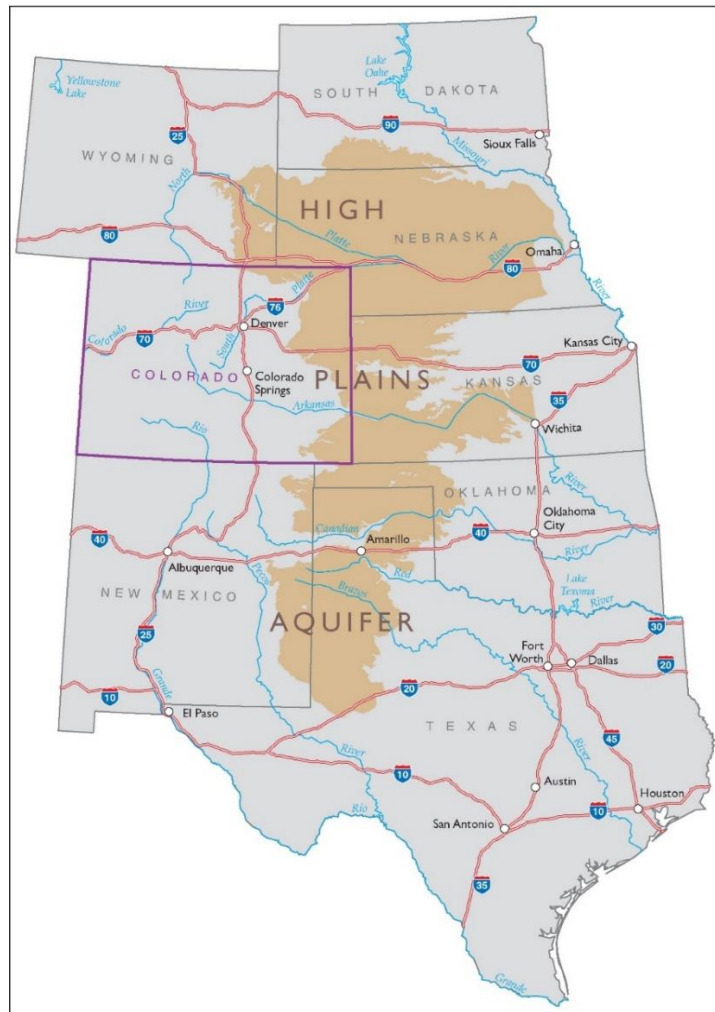 Yellowstone
Lake
Lake
Oahe
SOUTH DAKOTA
90
25
Sioux Falls
Missouri
WYOMING
North
HIGH
Platte
NEBRASKA
River
Omaha
80
80
River
Platte
76
River
Denver
South
Colorado
70
Kansas City
COLORADO
Colorado
Springs
PLAINS
70
KANSAS
35
Arkansas
Wichita
Rio
River
OKLAHOMA
Canadian
Oklahoma
City
40
Amarillo
40
River
Albuquerque
Pecos
Red
Lake
Texoma
River
Brazos
NEW MEXICO
AQUIFER
25
30
Fort
Worth
Dallas
20
10
Grande
20
El Paso
TEXAS
45
River
River
10
Austin
Houston
10
San Antonio
Rio
35
Grande